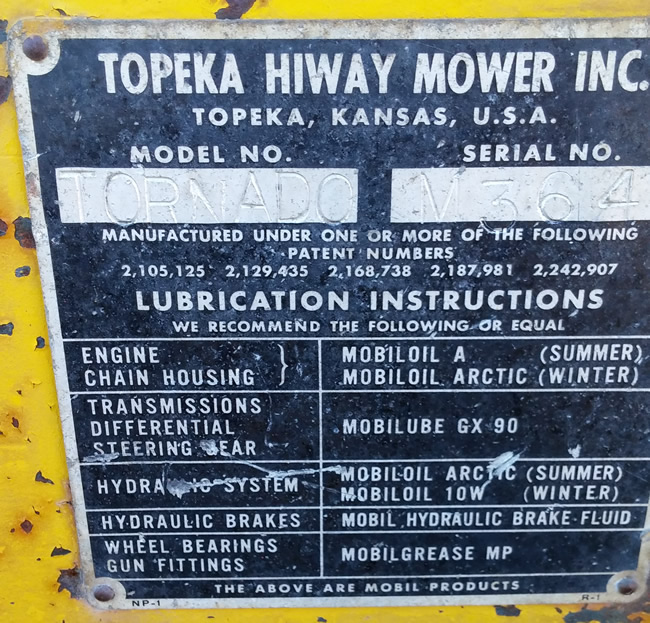 TOPEKA HIWAY MOWER INC.
TOPEKA, KANSAS, U.S.A.
MODEL NO. SERIAL NO.
TORNADO M364
MANUFACTURED UNDER ONE OR MORE OF THE FOLLOWING
PATENT NUMBERS
2,105,125 2,129,435 2,168,738 2,187,981 2,242,907
LUBRICATION INSTRUCTIONS
WE RECOMMEND THE FOLLOWING OR EQUAL
ENGINE } MOBILOIL A (SUMMER)
CHAIN HOUSING MOBILOIL ARCTIC (WINTER)
TRANSMISSIONS
DIFFERENTIAL MOBILUBE GX 90
STEERING GEAR
HYDRAULIC SYSTEM MOBILOIL ARCTIC (SUMMER)
MOBILOIL 10W (WINTER)
HYDRAULIC BRAKES MOBIL HYDRAULIC BRAKE FLUID
WHEEL BEARINGS MOBILGREASE MP
GUN FITTINGS
THE ABOVE ARE MOBIL PRODUCTS
NP-1 R-1